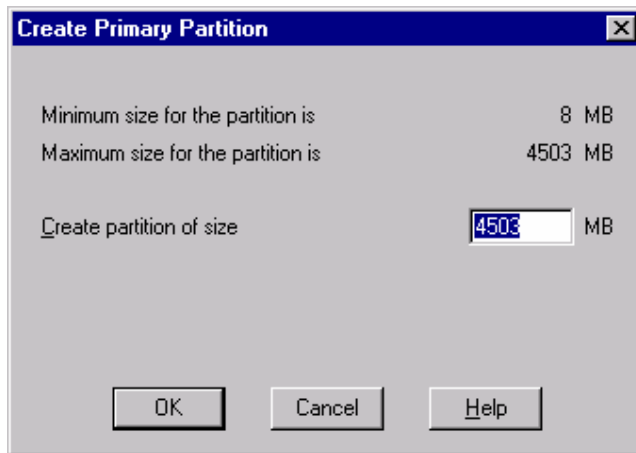 Create Primary Partition
Minimum size for the partition is 8 MB
Maximum size for the partition is 4503 MB
Create partition of size 4503 MB
OK Cancel Help